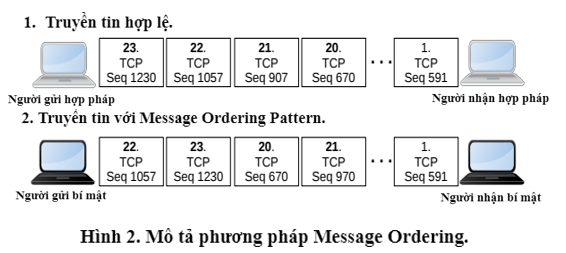 1. Truyền tin hợp lệ.
23. 22. 21. 20. 1.
TCP TCP TCP TCP ... TCP
Seq 1230 Seq 1057 Seq 907 Seq 670 Seq 591
Người gửi hợp pháp Người nhận hợp pháp
2. Truyền tin với Message Ordering Pattern.
22. 23. 20. 21. 1.
TCP TCP TCP TCP ... TCP
Seq 1057 Seq 1230 Seq 670 Seq 970 Seq 591
Người gửi bí mật Người nhận bí mật
Hình 2. Mô tả phương pháp Message Ordering.